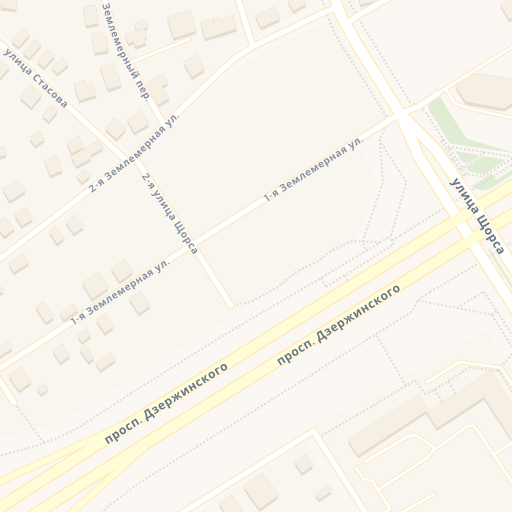 Землемерный пер
улица Стасова
2-я Землемерная ул.
1-я Землемерная ул.
2-я улица Щорса
улица Щорса
1-я Землемерная ул.
просп. Дзержинского
просп. Дзержинского